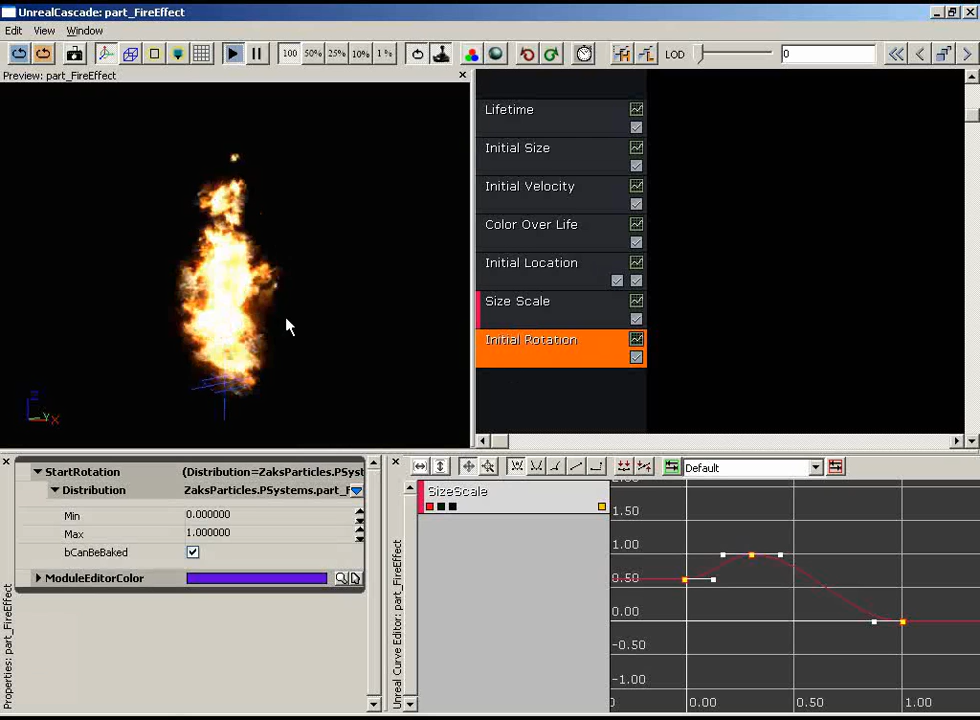 UnrealCascade: part_FireEffect
Edit View Window
100 50% 25% 10% 1% LOD 0
Preview: part_FireEffect
Lifetime
Initial Size
Initial Velocity
Color Over Life
Initial Location
Size Scale
Initial Rotation
Z
Y
X
Properties: part_FireEffect
StartRotation (Distribution=ZaksParticles.PSyst
Distribution ZaksParticles.PSystems.part_F
Min 0.000000
Max 1.000000
bCanBeBaked
ModuleEditorColor
Unreal Curve Editor: part_FireEffect
Default
SizeScale
2.00
1.50
1.00
0.50
0.00
-0.50
-1.00
0.00 0.50 1.00